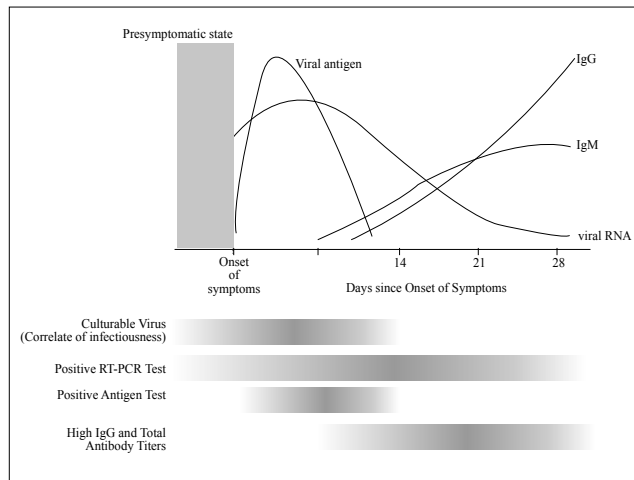 Presymptomatic state
Viral antigen
IgG
IgM
viral RNA
Onset
of
symptoms
14
21
28
Days since Onset of Symptoms
Culturable Virus
(Correlate of infectiousness)
Positive RT-PCR Test
Positive Antigen Test
High IgG and Total
Antibody Titers